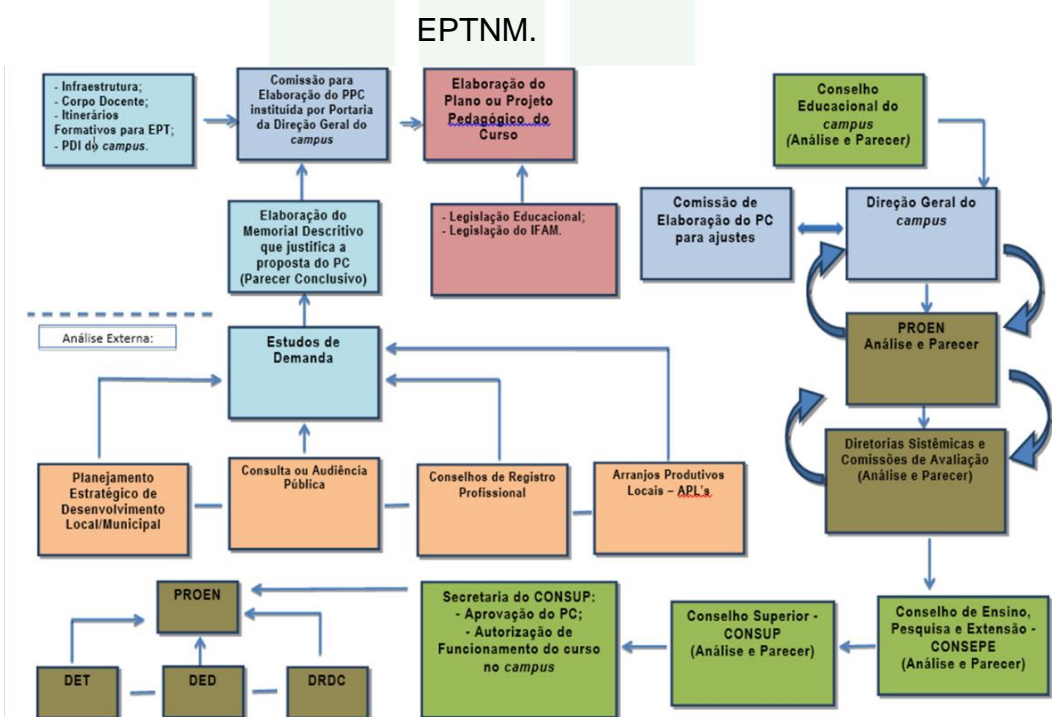 EPTNM.
- Infraestrutura;
- Corpo Docente;
- Itinerários
Formativos para EPT;
- PDI do campus.
Comissão para
Elaboração do PPC
instituída por Portaria
da Direção Geral do
campus
Elaboração do
Plano ou Projeto
Pedagógico do
Curso
Conselho
Educacional do
campus
(Análise e Parecer)
Elaboração do
Memorial Descritivo
que justifica a
proposta do PC
(Parecer Conclusivo)
- Legislação Educacional;
- Legislação do IFAM.
Comissão de
Elaboração do PC
para ajustes
Direção Geral do
campus
Análise Externa:
Estudos de
Demanda
PROEN
Análise e Parecer
Diretorias Sistêmicas e
Comissões de Avaliação
(Análise e Parecer)
Planejamento
Estratégico de
Desenvolvimento
Local/Municipal
Consulta ou Audiência
Pública
Conselhos de Registro
Profissional
Arranjos Produtivos
Locais – APL's
PROEN
Secretaria do CONSUP:
- Aprovação do PC;
- Autorização de
Funcionamento do curso
no campus
Conselho Superior -
CONSUP
(Análise e Parecer)
Conselho de Ensino,
Pesquisa e Extensão -
CONSEPE
(Análise e Parecer)
DET
DED
DRDC